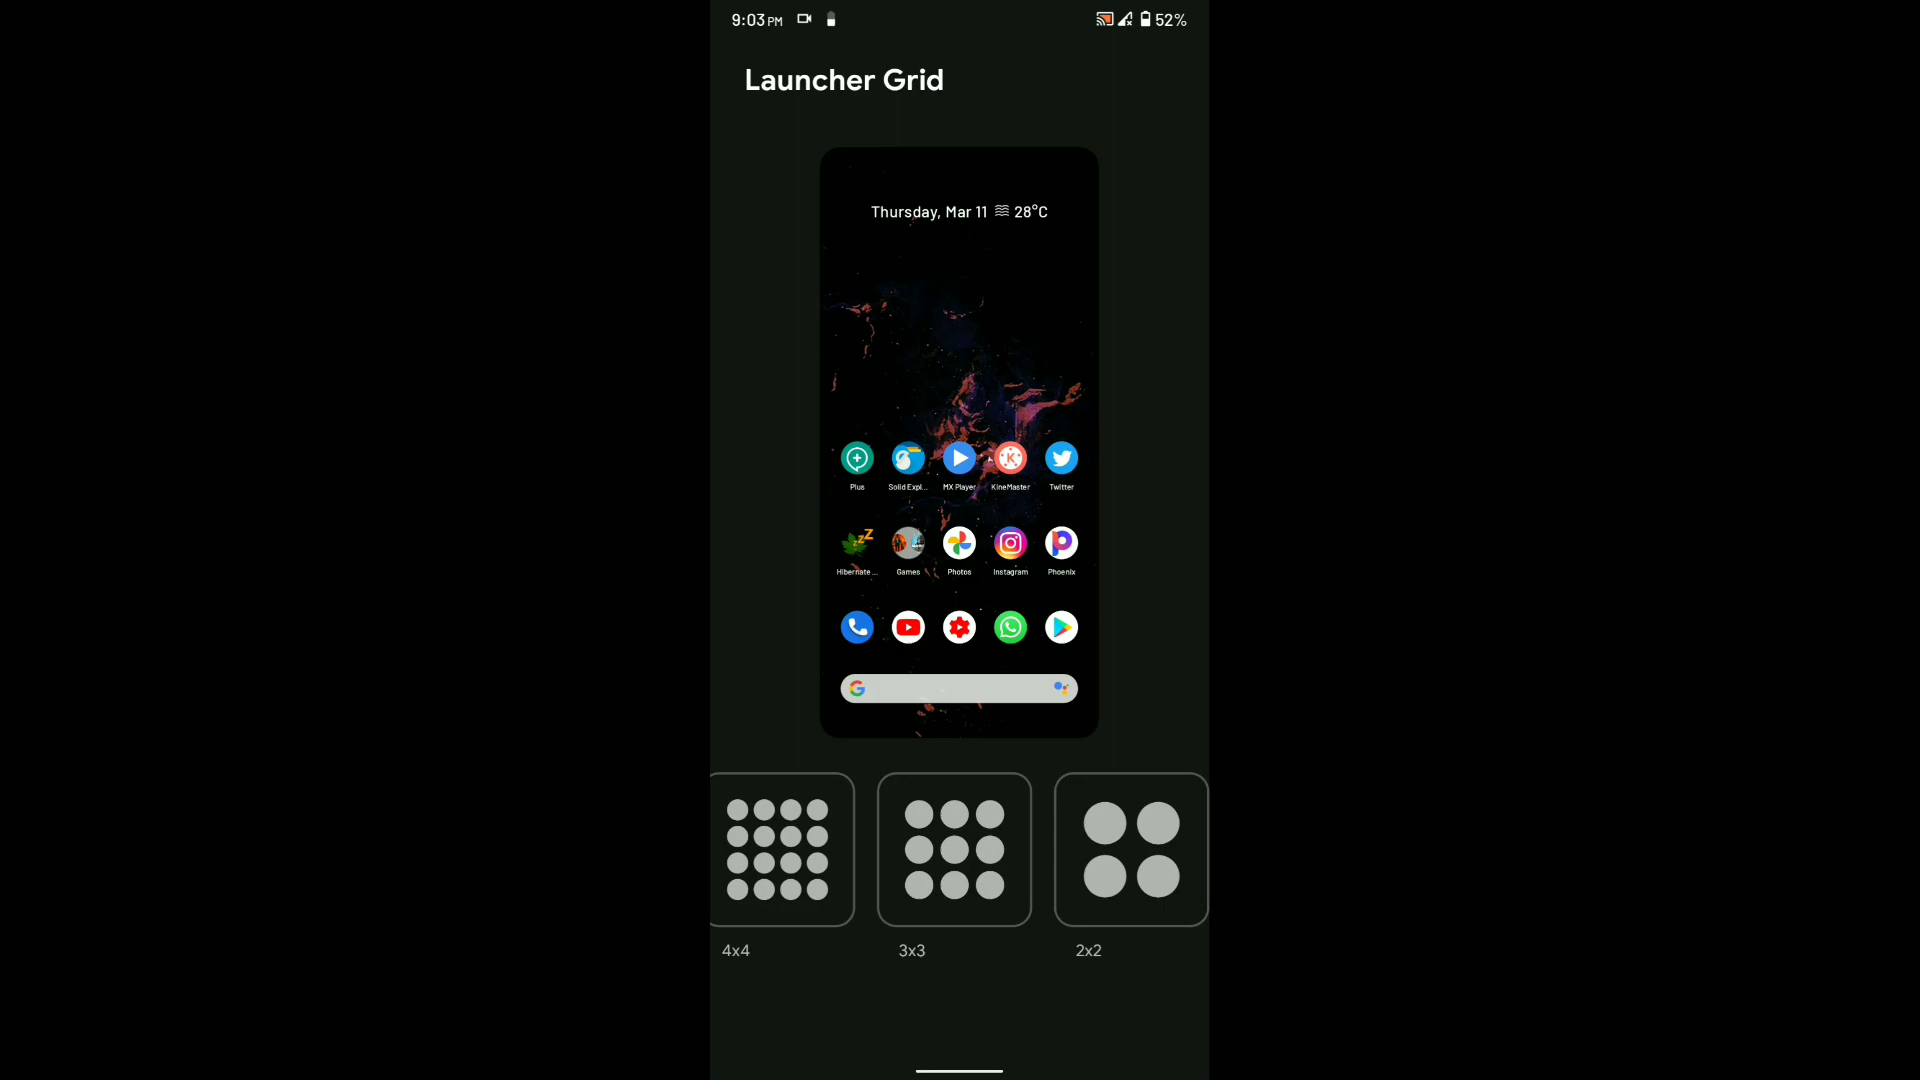 9:03 PM 52%
Launcher Grid
Thursday, Mar 11 28°C
Plus Solid Expl... MX Player KineMaster Twitter
Hibernate ... Games Photos Instagram Phoenix
4x4 3x3 2x2